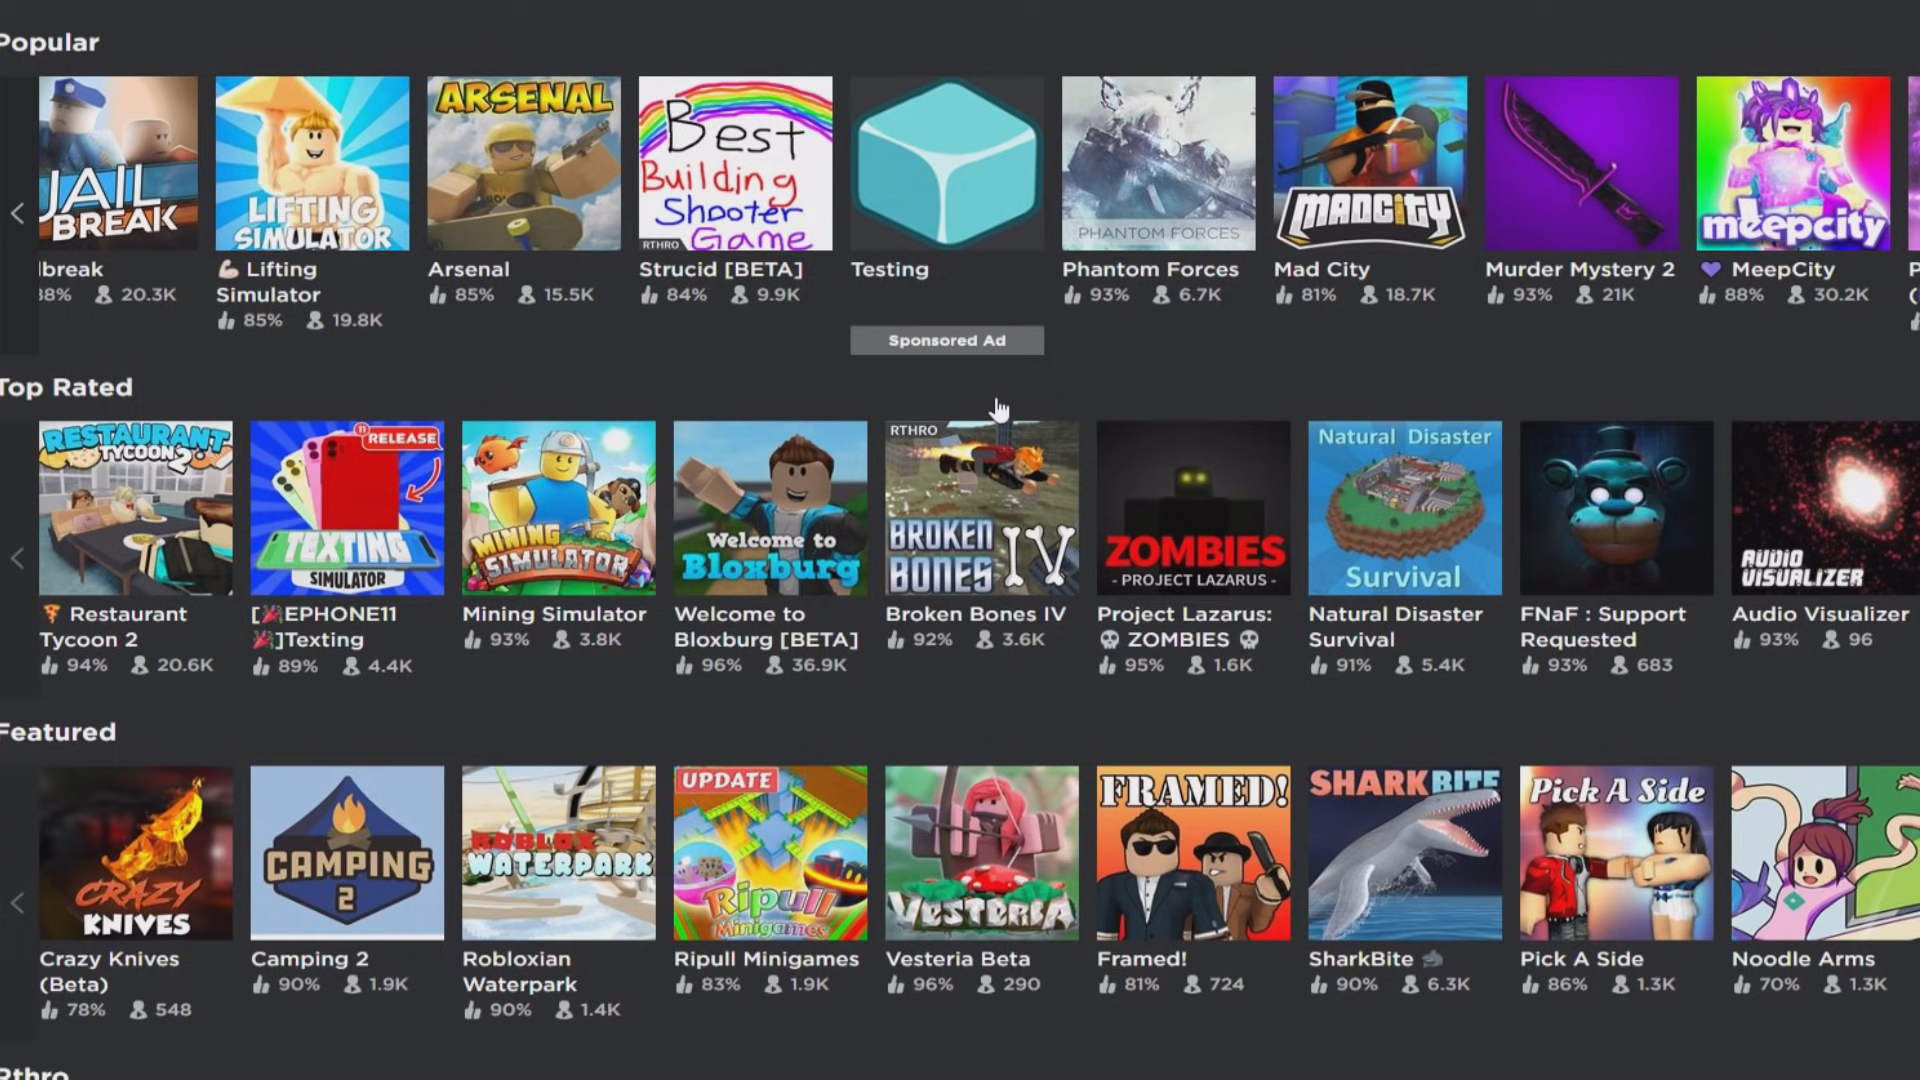 Popular
JAIL
BREAK
lbreak
38% 20.3K
LIFTING
SIMULATOR
Lifting
Simulator
85% 19.8K
ARSENAL
Arsenal
85% 15.5K
Best
Building
Shooter
Game
RTHRO
Strucid [BETA]
84% 9.9K
Testing
Sponsored Ad
PHANTOM FORCES
Phantom Forces
93% 6.7K
MADCITY
Mad City
81% 18.7K
Murder Mystery 2
93% 21K
meepcity
MeepCity
88% 30.2K
Top Rated
RESTAURANT
TYCOON 2
Restaurant
Tycoon 2
94% 20.6K
11
RELEASE
TEXTING
SIMULATOR
[EPHONE11
]Texting
89% 4.4K
MINING
SIMULATOR
Mining Simulator
93% 3.8K
Welcome to
Bloxburg
Welcome to
Bloxburg [BETA]
96% 36.9K
RTHRO
BROKEN
BONES IV
Broken Bones IV
92% 3.6K
ZOMBIES
- PROJECT LAZARUS -
Project Lazarus:
ZOMBIES
95% 1.6K
Natural Disaster
Survival
Natural Disaster
Survival
91% 5.4K
FNaF : Support
Requested
93% 683
AUDIO
VISUALIZER
Audio Visualizer
93% 96
Featured
CRAZY
KNIVES
Crazy Knives
(Beta)
78% 548
CAMPING
2
Camping 2
90% 1.9K
ROBLOX
WATERPARK
Robloxian
Waterpark
90% 1.4K
UPDATE
Ripull
Minigames
Ripull Minigames
83% 1.9K
VESTERIA
Vesteria Beta
96% 290
FRAMED!
Framed!
81% 724
SHARKBITE
SharkBite
90% 6.3K
Pick A Side
Pick A Side
86% 1.3K
Noodle Arms
70% 1.3K
Rthro